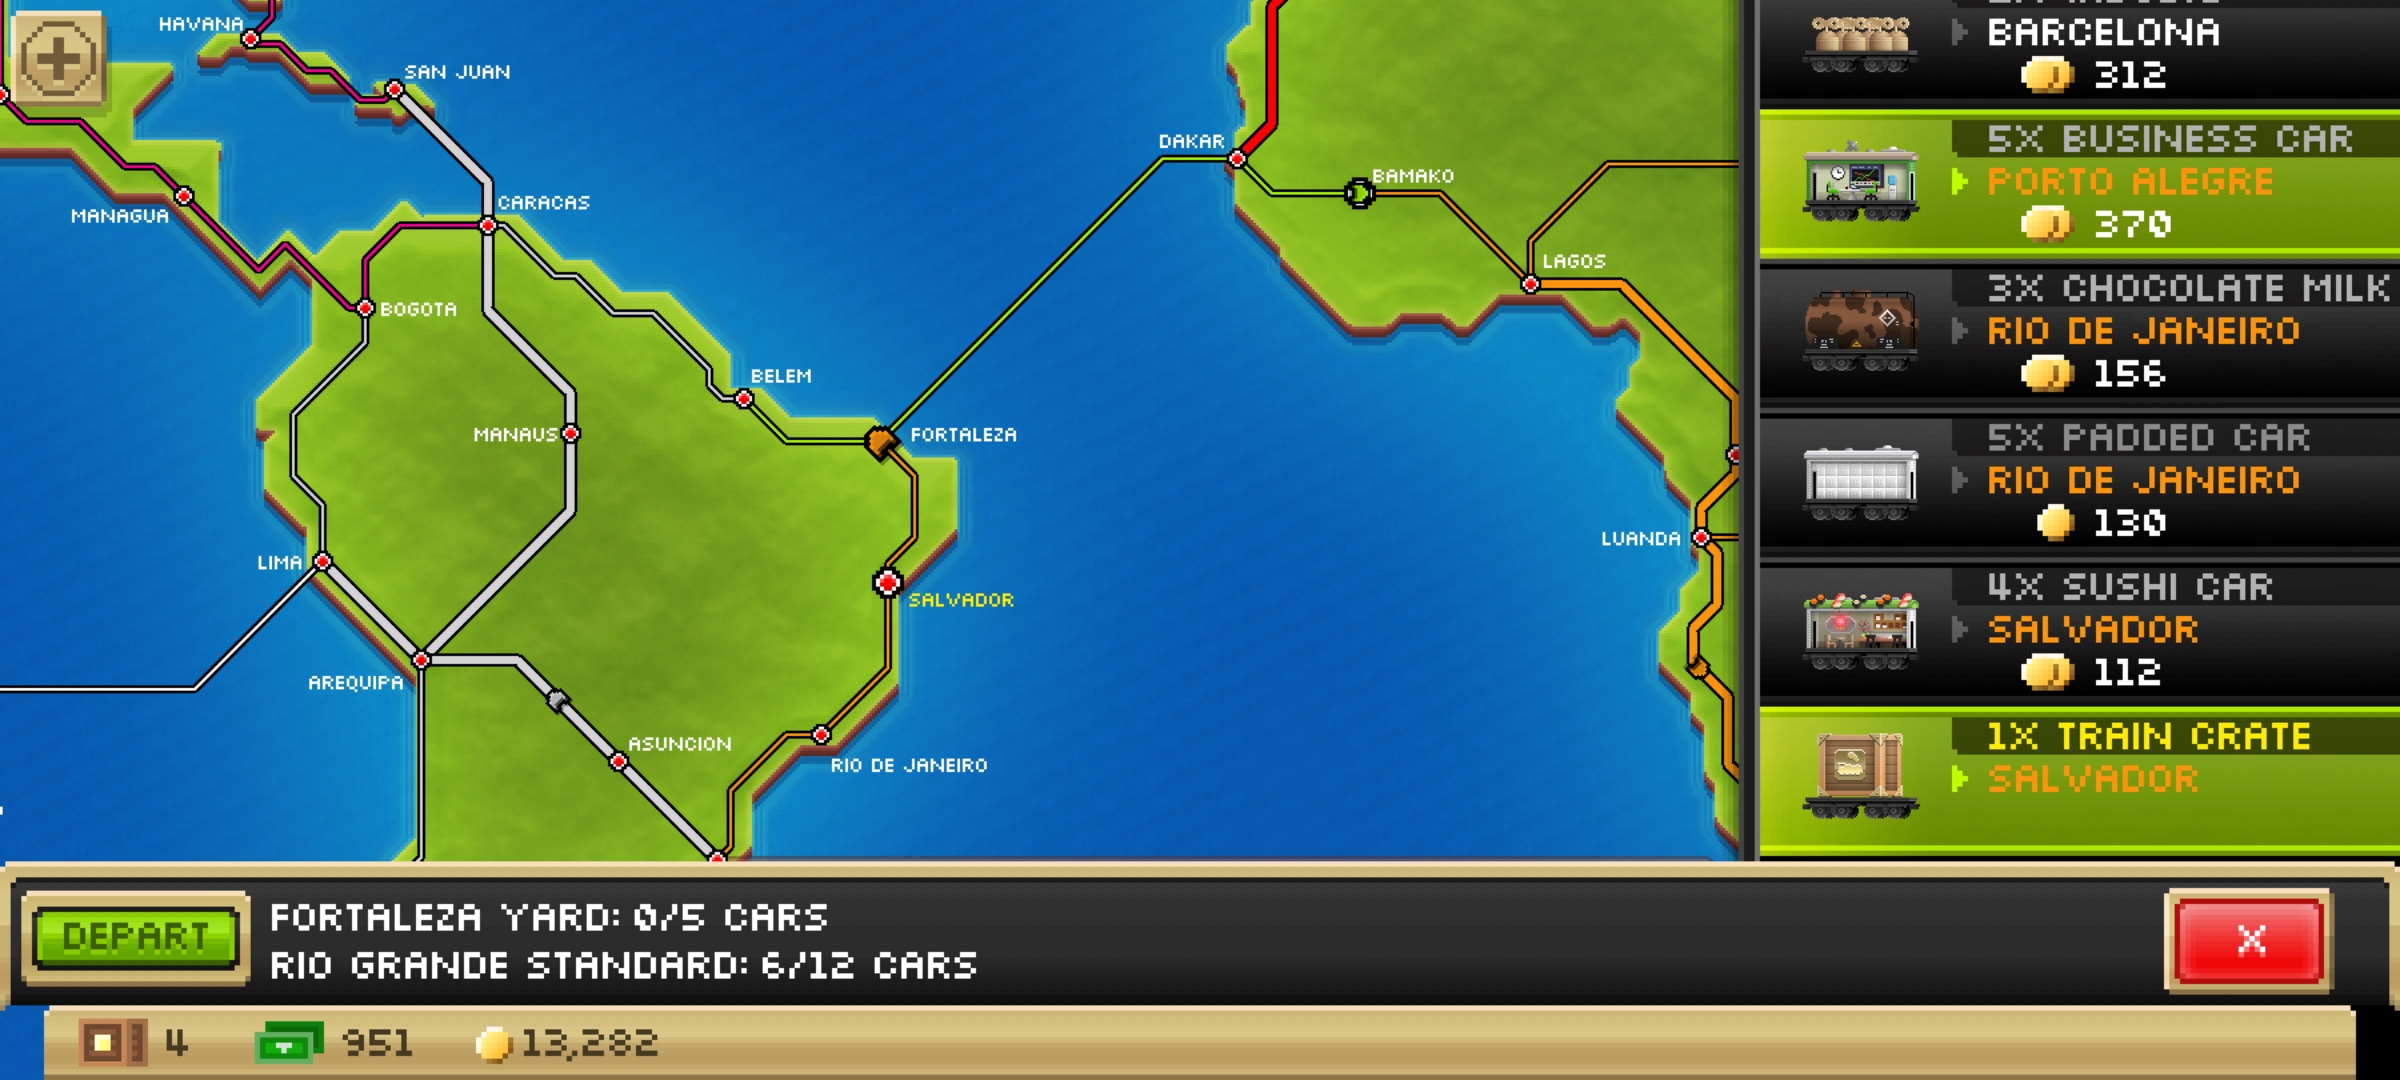 HAVANA
SAN JUAN
MANAGUA
CARACAS
BOGOTA
BELEM
MANAUS
FORTALEZA
LIMA
SALVADOR
AREQUIPA
ASUNCION
RIO DE JANEIRO
DAKAR
BAMAKO
LAGOS
LUANDA
BARCELONA
312
5X BUSINESS CAR
PORTO ALEGRE
370
3X CHOCOLATE MILK
RIO DE JANEIRO
156
5X PADDED CAR
RIO DE JANEIRO
130
4X SUSHI CAR
SALVADOR
112
1X TRAIN CRATE
SALVADOR
DEPART
FORTALEZA YARD: 0/5 CARS
RIO GRANDE STANDARD: 6/12 CARS
X
4
951
13,282